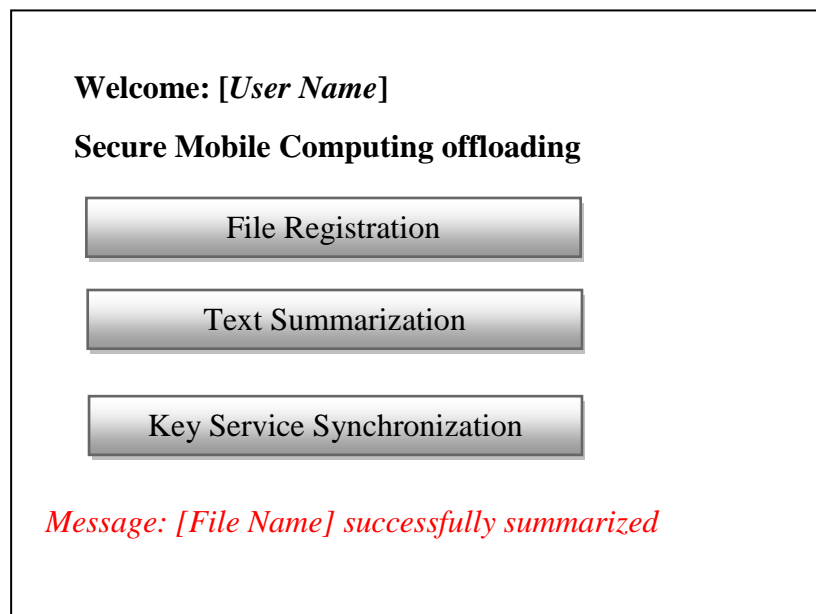 Welcome: [User Name]
Secure Mobile Computing offloading
File Registration
Text Summarization
Key Service Synchronization
Message: [File Name] successfully summarized